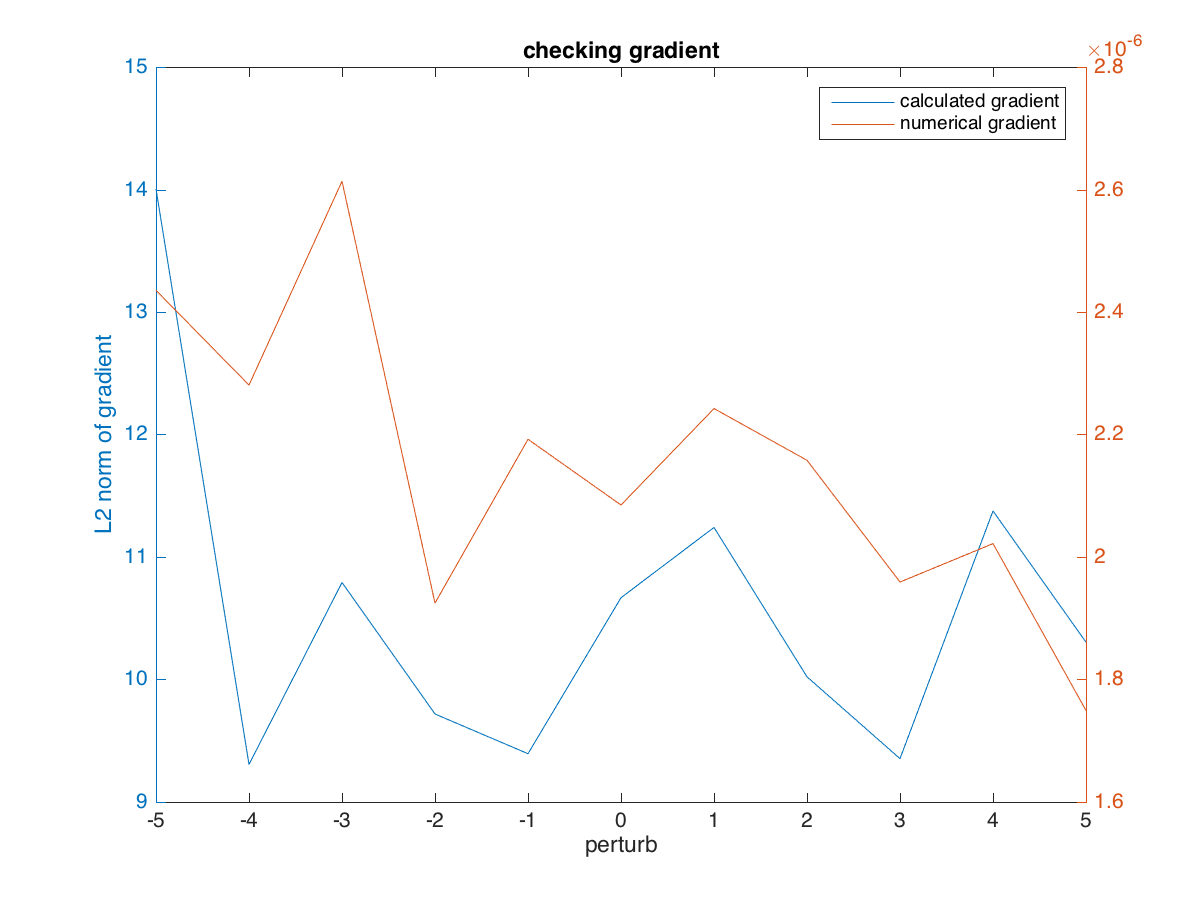 checking gradient
×10-6
15
14
13
12
11
10
9
L2 norm of gradient
calculated gradient
numerical gradient
2.8
2.6
2.4
2.2
2
1.8
1.6
-5 -4 -3 -2 -1 0 1 2 3 4 5
perturb